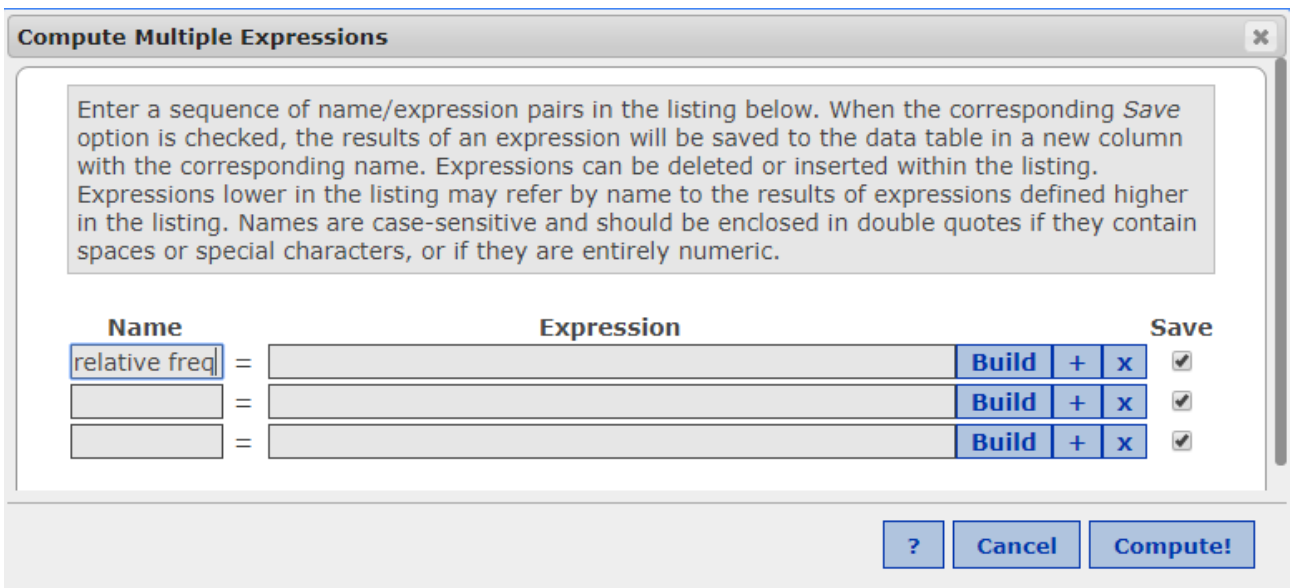 Compute Multiple Expressions x
Enter a sequence of name/expression pairs in the listing below. When the corresponding Save
option is checked, the results of an expression will be saved to the data table in a new column
with the corresponding name. Expressions can be deleted or inserted within the listing.
Expressions lower in the listing may refer by name to the results of expressions defined higher
in the listing. Names are case-sensitive and should be enclosed in double quotes if they contain
spaces or special characters, or if they are entirely numeric.
Name Expression Save
relative freq = Build + x
= Build + x
= Build + x
? Cancel Compute!